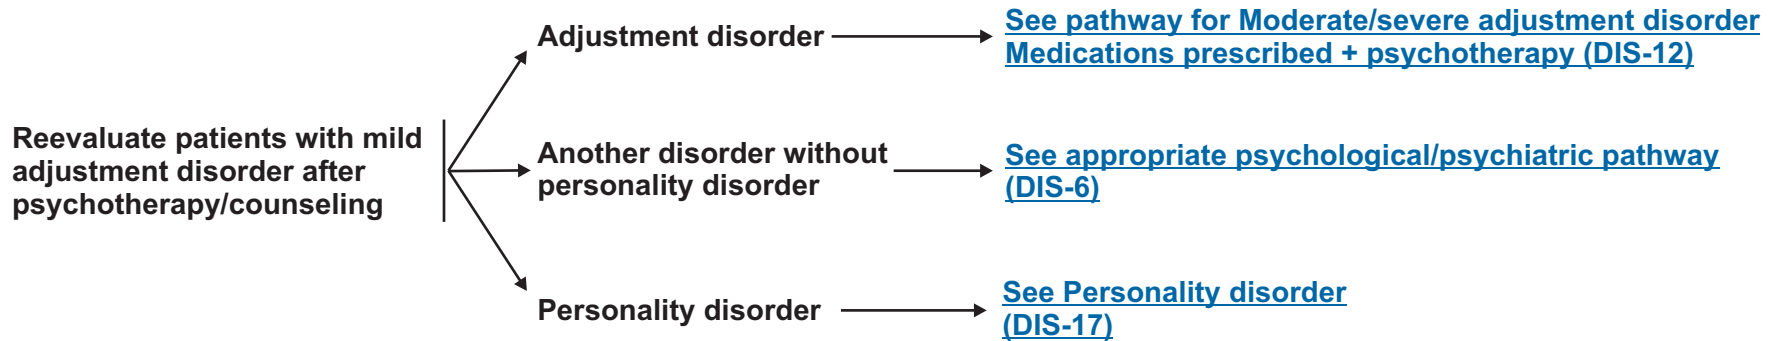 Reevaluate patients with mild
adjustment disorder after
psychotherapy/counseling
Adjustment disorder
See pathway for Moderate/severe adjustment disorder
Medications prescribed + psychotherapy (DIS-12)
Another disorder without
personality disorder
See appropriate psychological/psychiatric pathway
(DIS-6)
Personality disorder
See Personality disorder
(DIS-17)